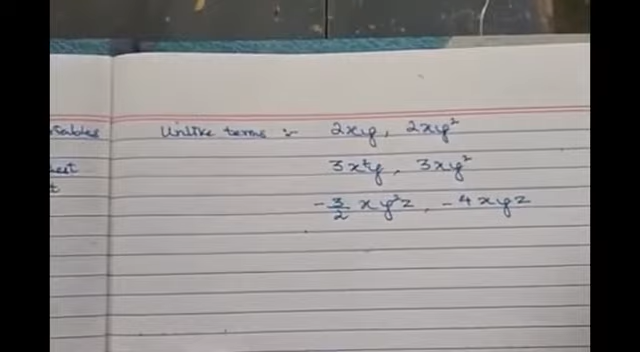 Unlike terms :- 2xy, 2xy²
3x²y, 3xy²
-3/2 xy²z, -4xyz